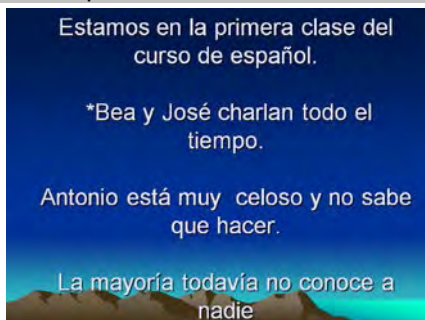 Estamos en la primera clase del
curso de español.
*Bea y José charlan todo el
tiempo.
Antonio está muy celoso y no sabe
que hacer.
La mayoría todavía no conoce a
nadie